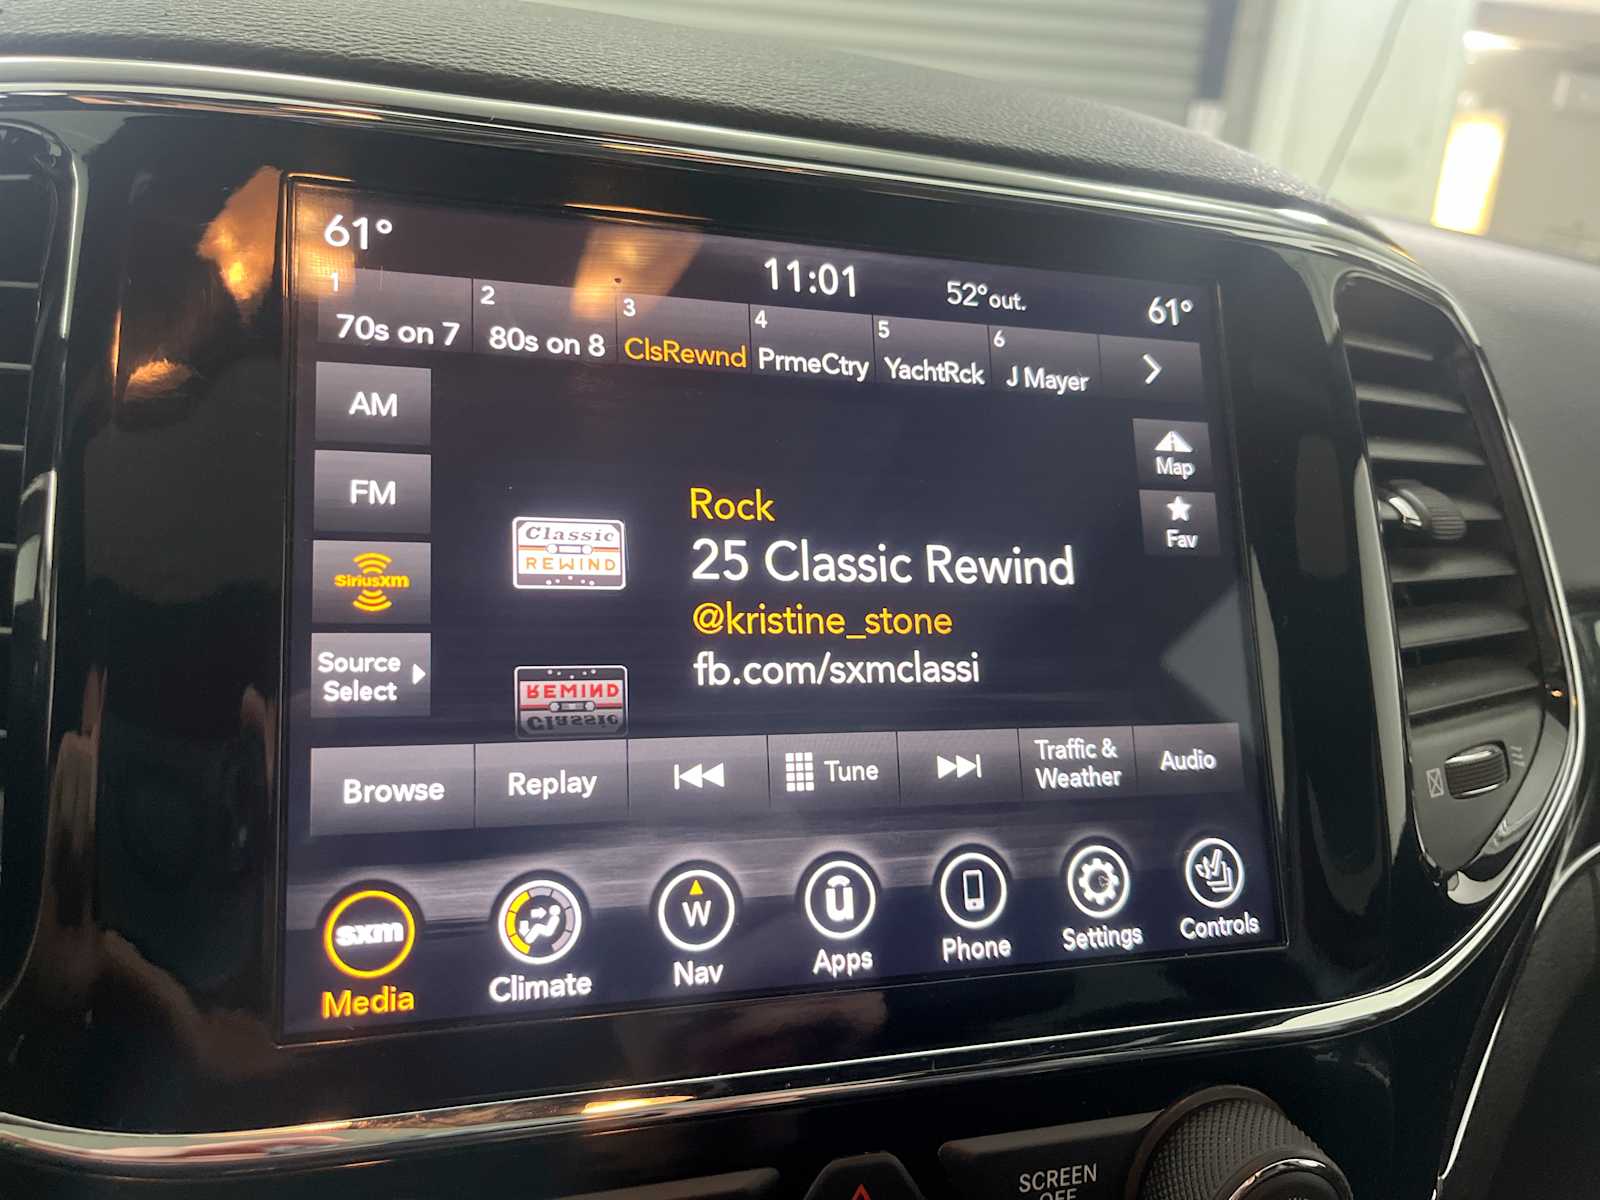 61°
11:01
52°out.
61°
1
70s on 7
2
80s on 8
3
ClsRewnd
4
PrmeCtry
5
YachtRck
6
J Mayer
AM
FM
SiriusXM
Source
Select
Classic
REWIND
Rock
25 Classic Rewind
@kristine_stone
fb.com/sxmclassi
REWIND
Classic
Map
Fav
Browse
Replay
Tune
Traffic &
Weather
Audio
sxm
Media
Climate
W
Nav
ū
Apps
Phone
Settings
Controls
SCREEN
OFF